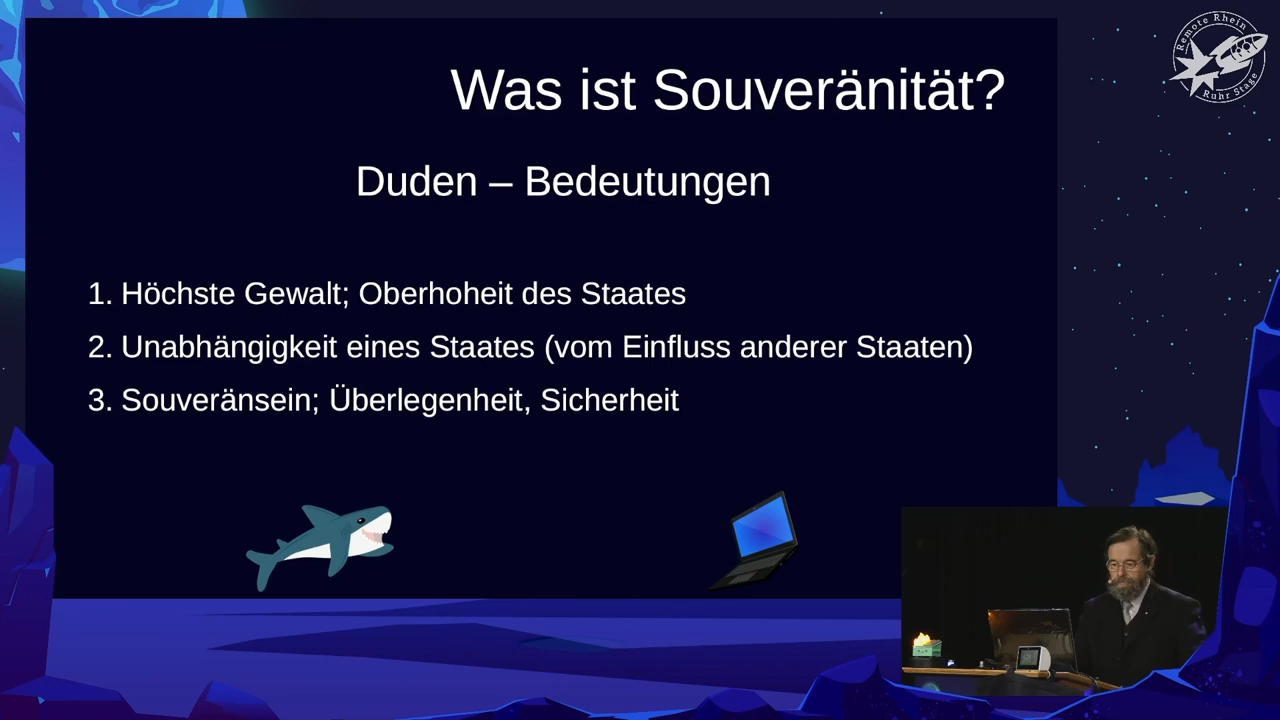 Was ist Souveränität?
Duden – Bedeutungen
1. Höchste Gewalt; Oberhoheit des Staates
2. Unabhängigkeit eines Staates (vom Einfluss anderer Staaten)
3. Souveränsein; Überlegenheit, Sicherheit
Remote Rhein
Ruhr Stage